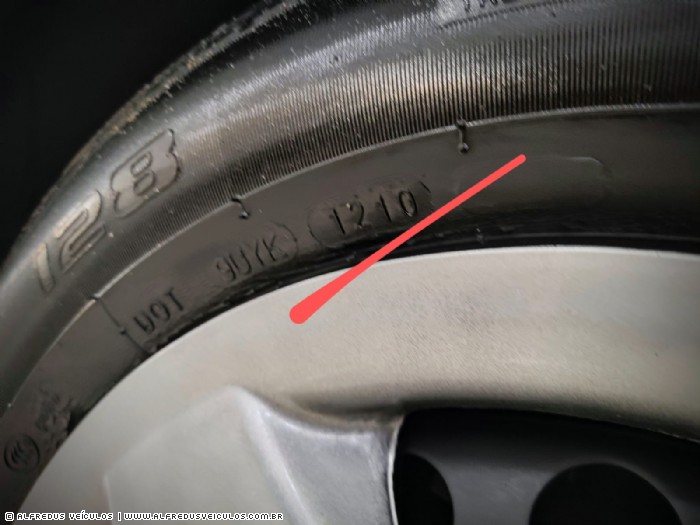 128
DOT 9UYK 1210
© ALFREDUS VEÍCULOS | WWW.ALFREDUSVEICULOS.COM.BR